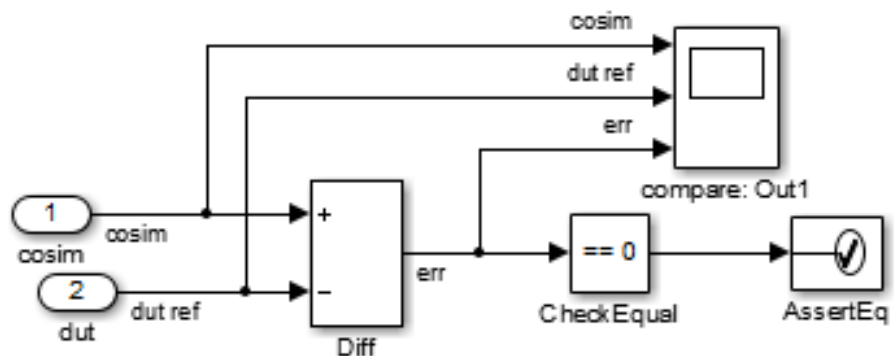 cosim
dut ref
err
compare: Out1
1
cosim
cosim
2
dut ref
dut
+
−
Diff
err
== 0
CheckEqual
AssertEq